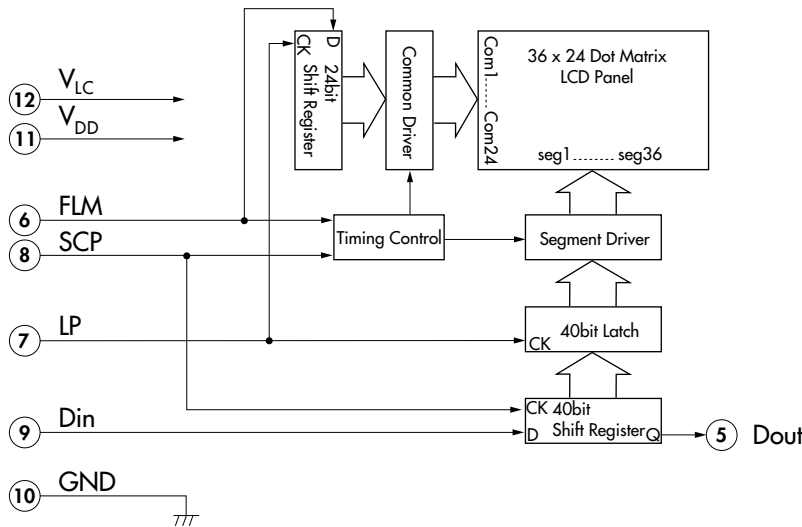 CK D
24bit
Shift Register
Common Driver
Com1........Com24
36 x 24 Dot Matrix
LCD Panel
seg1........ seg36
12 VLC
11 VDD
6 FLM
8 SCP
Timing Control
Segment Driver
7 LP
CK 40bit Latch
9 Din
CK 40bit
D Shift Register Q
5 Dout
10 GND